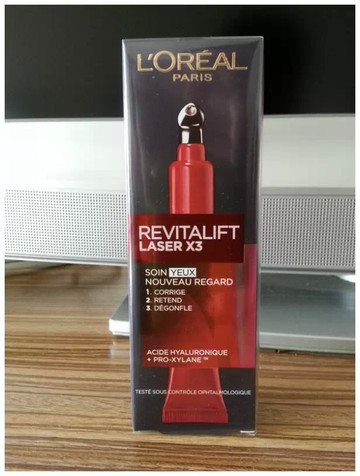 L'ORÉAL
PARIS
REVITALIFT
LASER X3
SOIN YEUX
NOUVEAU REGARD
1. CORRIGE
2. RETEND
3. DÉGONFLE
ACIDE HYALURONIQUE
+ PRO-XYLANE™
TESTÉ SOUS CONTRÔLE OPHTALMOLOGIQUE